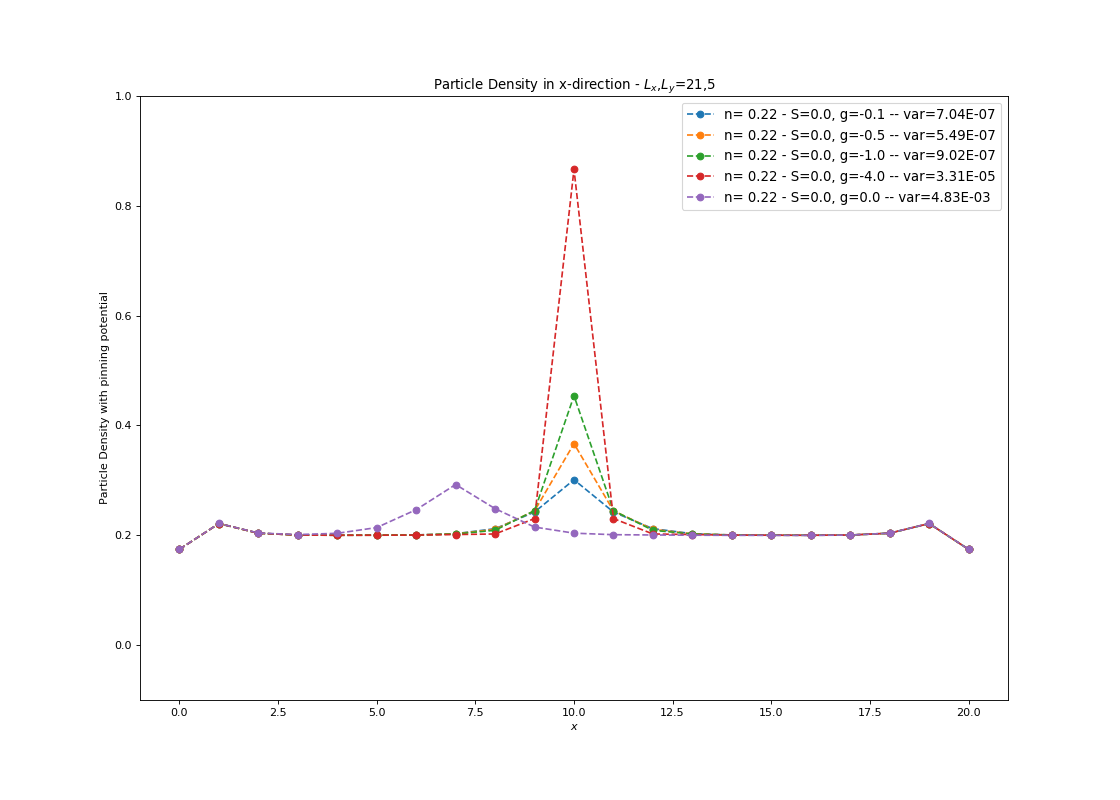 Particle Density in x-direction - $L_x$,$L_y$=21,5
n= 0.22 - S=0.0, g=-0.1 -- var=7.04E-07
n= 0.22 - S=0.0, g=-0.5 -- var=5.49E-07
n= 0.22 - S=0.0, g=-1.0 -- var=9.02E-07
n= 0.22 - S=0.0, g=-4.0 -- var=3.31E-05
n= 0.22 - S=0.0, g=0.0 -- var=4.83E-03
Particle Density with pinning potential
1.0
0.8
0.6
0.4
0.2
0.0
0.0 2.5 5.0 7.5 10.0 12.5 15.0 17.5 20.0
x